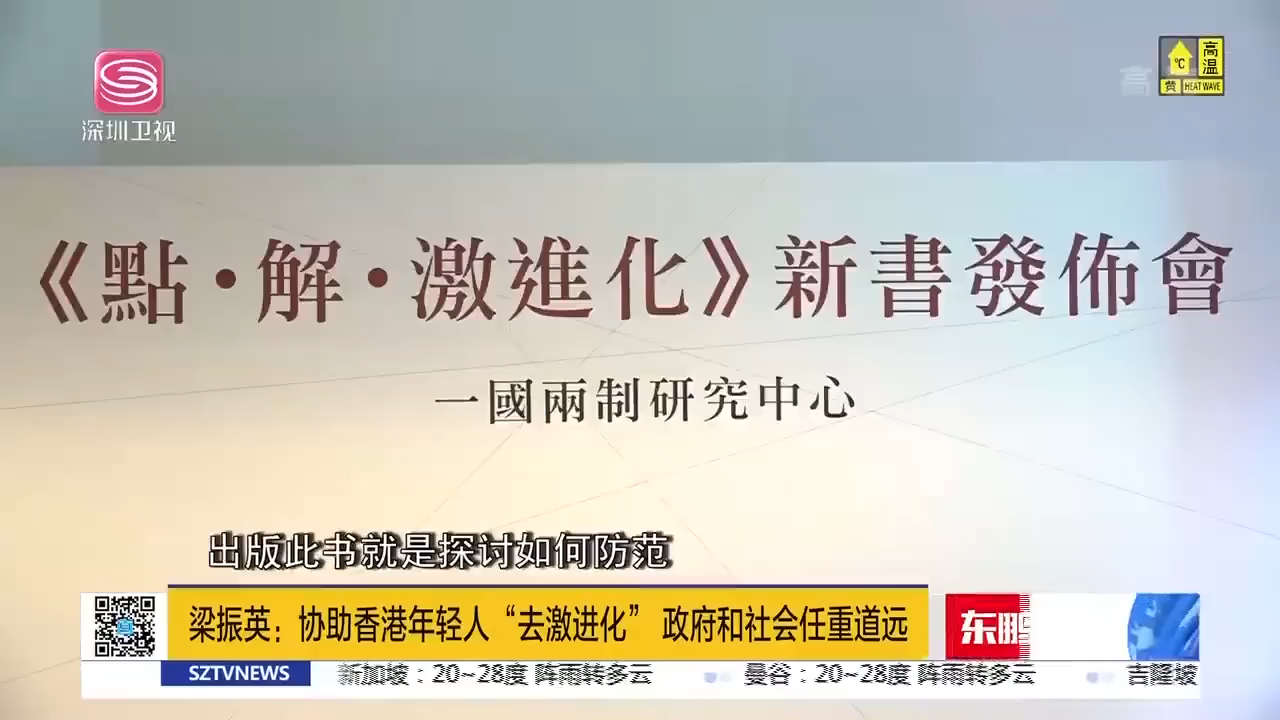 深圳卫视
高温
℃
黄 HEAT WAVE
《點·解·激進化》新書發佈會
一國兩制研究中心
出版此书就是探讨如何防范
梁振英：协助香港年轻人“去激进化” 政府和社会任重道远
东鹏
SZTVNEWS
新加坡：20~28度 阵雨转多云 曼谷：20~28度 阵雨转多云 吉隆坡